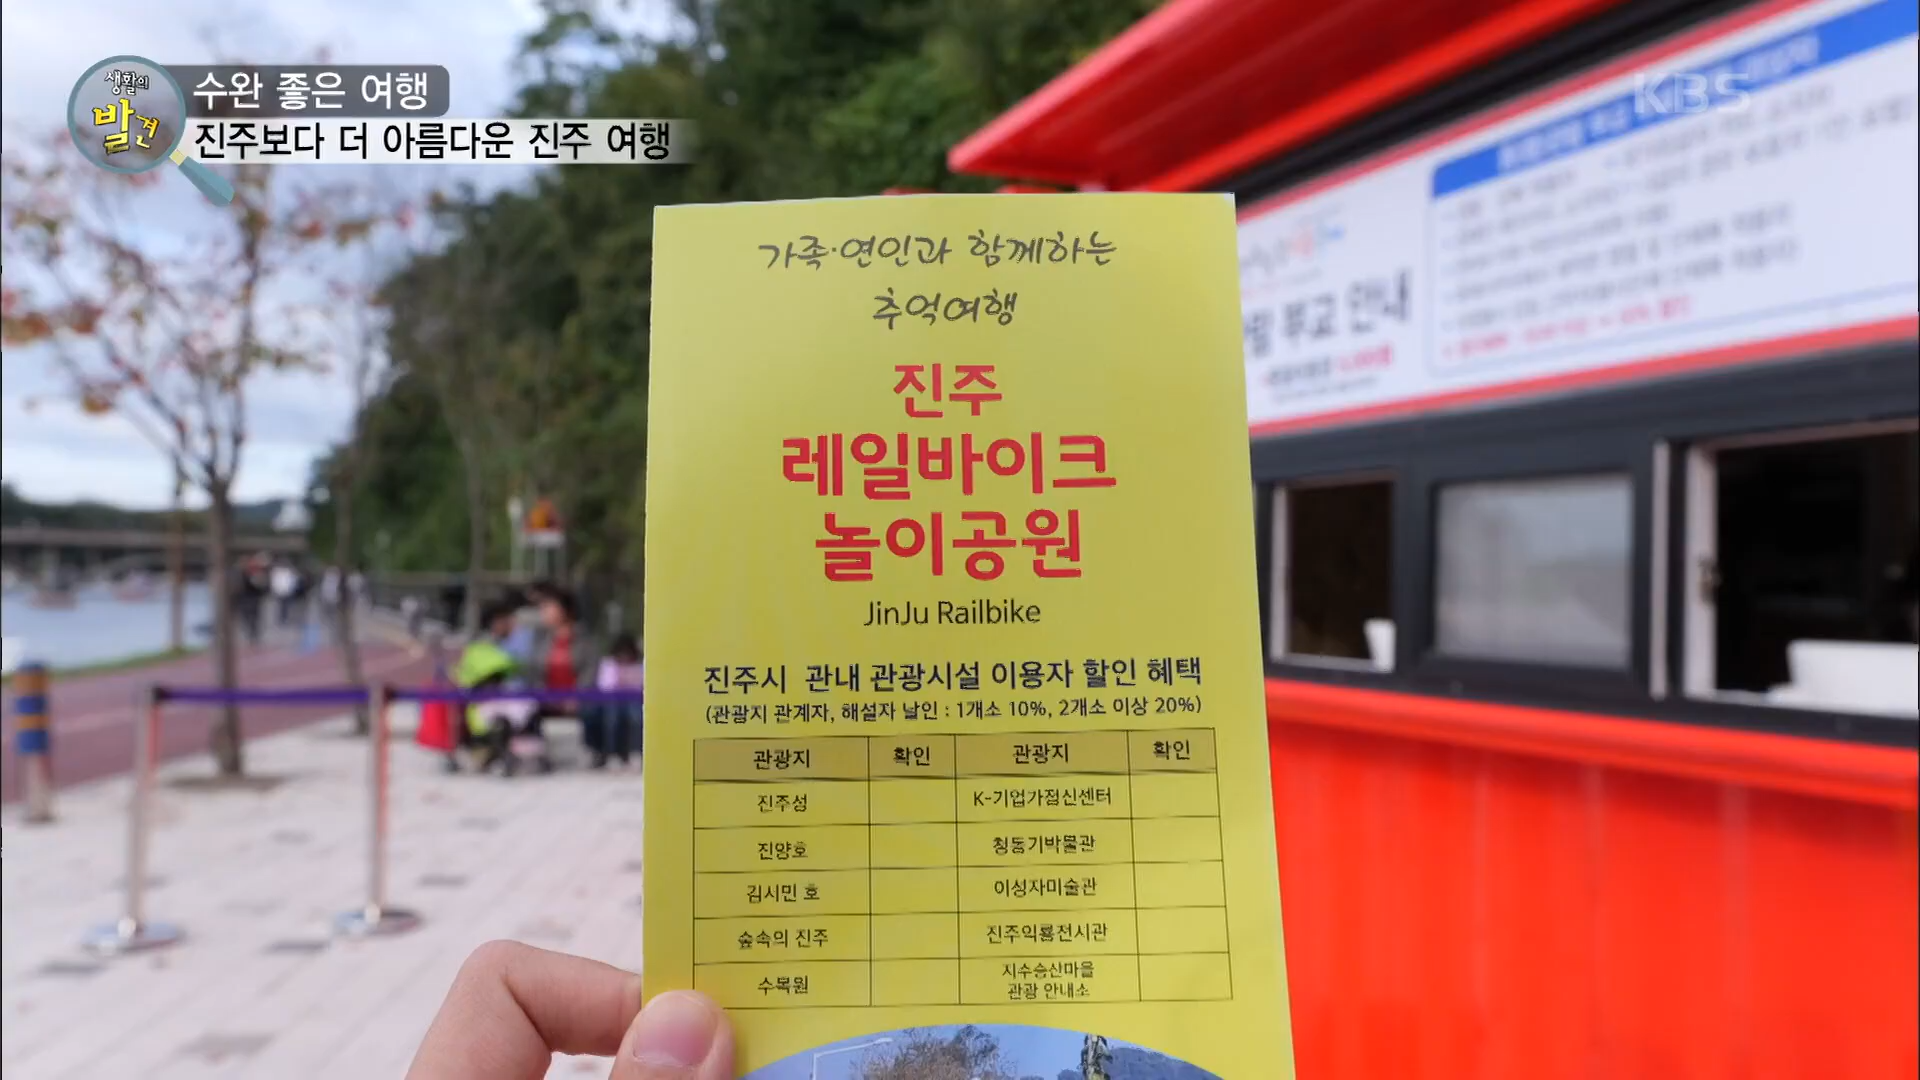 생활의
발견
수완 좋은 여행
진주보다 더 아름다운 진주 여행
KBS
가족·연인과 함께하는
추억여행
진주
레일바이크
놀이공원
JinJu Railbike
진주시 관내 관광시설 이용자 할인 혜택
(관광지 관계자, 해설자 날인 : 1개소 10%, 2개소 이상 20%)
관광지 확인 관광지 확인
진주성 K-기업가정신센터
진양호 청동기박물관
김시민 호 이성자미술관
숲속의 진주 진주익룡전시관
수목원 지수승산마을
관광 안내소
부교 안내